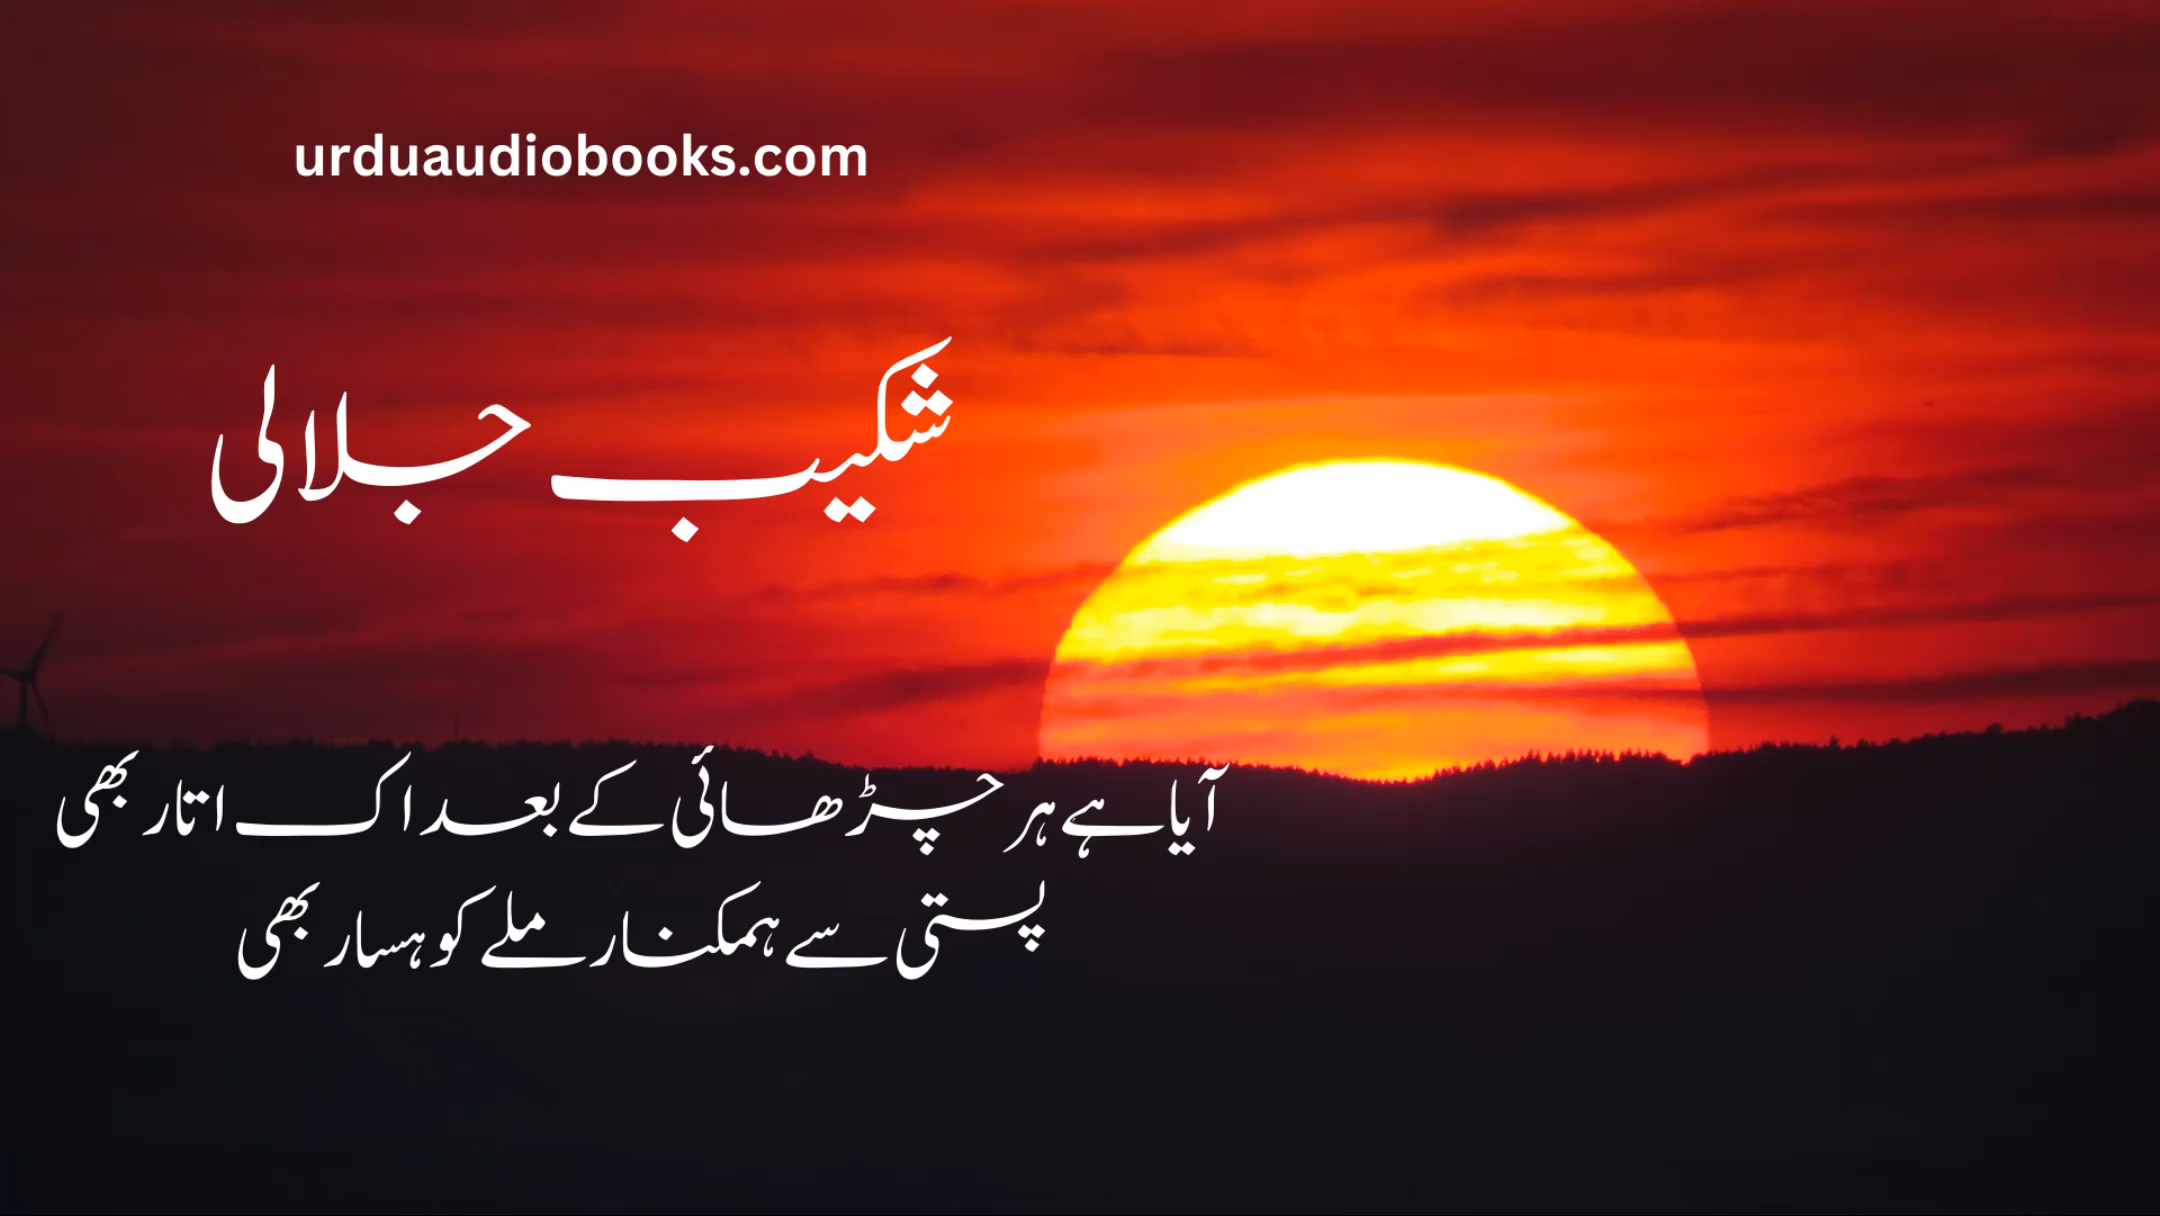 urduaudiobooks.com
شکیب جلالی
آیا ہے ہر چڑھائی کے بعد اک اتار بھی
پستی سے ہمکنار ملے کوہسار بھی